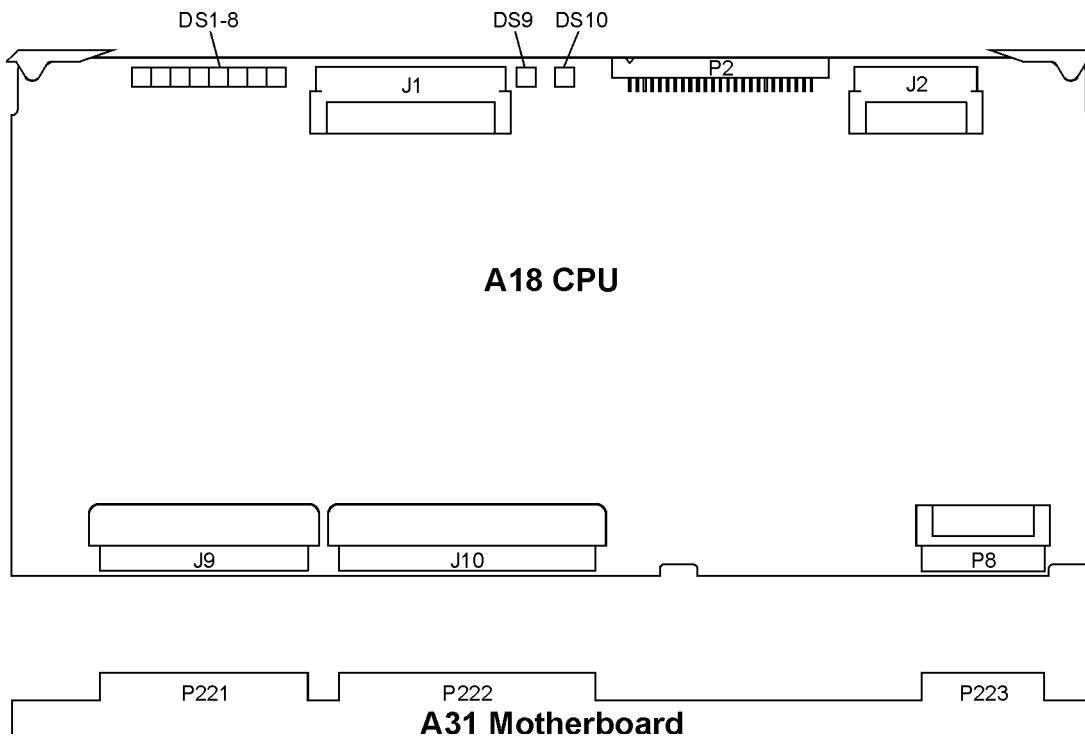 DS1-8 DS9 DS10
J1 P2 J2
A18 CPU
J9 J10 P8
P221 P222 P223
A31 Motherboard